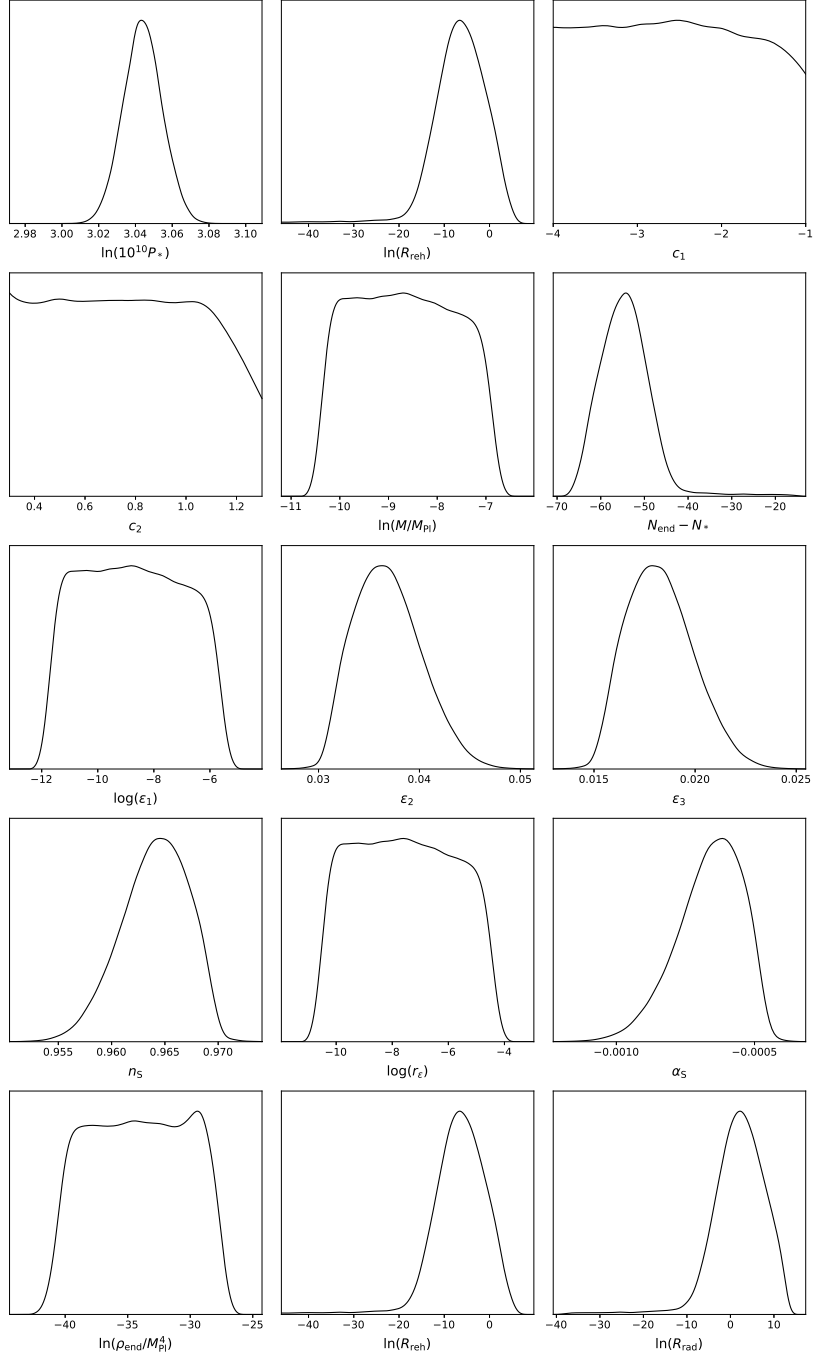 2.98 3.00 3.02 3.04 3.06 3.08 3.10
ln(10¹⁰P∗)
−40 −30 −20 −10 0
ln(R_reh)
−4 −3 −2 −1
c₁
0.4 0.6 0.8 1.0 1.2
c₂
−11 −10 −9 −8 −7
ln(M/M_Pl)
−70 −60 −50 −40 −30 −20
N_end − N∗
−12 −10 −8 −6
log(ε₁)
0.03 0.04 0.05
ε₂
0.015 0.020 0.025
ε₃
0.955 0.960 0.965 0.970
n_S
−10 −8 −6 −4
log(r_ε)
−0.0010 −0.0005
α_S
−40 −35 −30 −25
ln(ρ_end/M_Pl⁴)
−40 −30 −20 −10 0
ln(R_reh)
−40 −30 −20 −10 0 10
ln(R_rad)